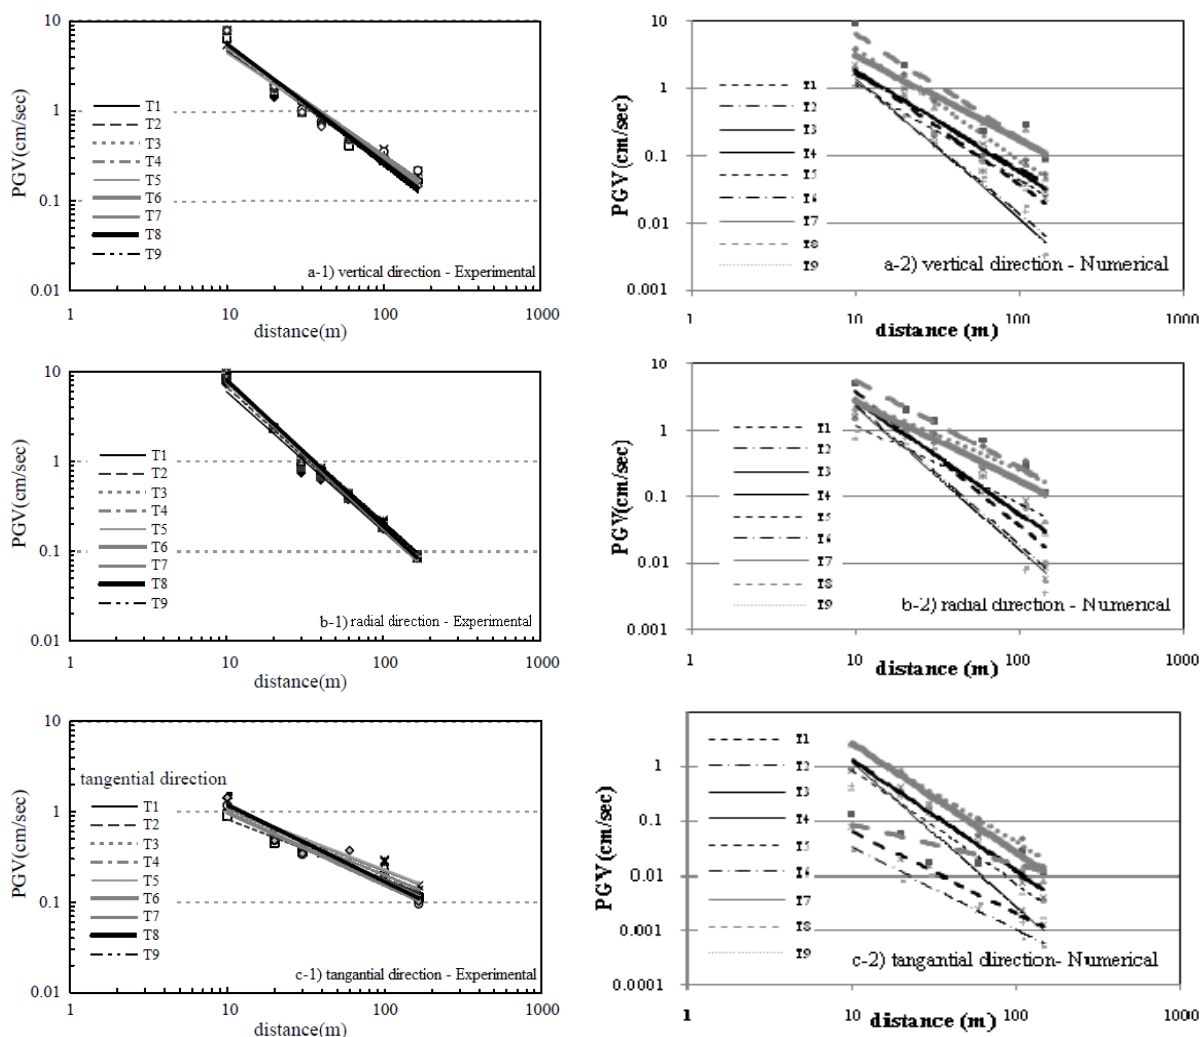 10
1
0.1
0.01
PGV(cm/sec)
T1
T2
T3
T4
T5
T6
T7
T8
T9
a-1) vertical direction - Experimental
1
10
100
1000
distance(m)
10
1
0.1
0.01
0.001
PGV(cm/sec)
T1
T2
T3
T4
T5
T6
T7
T8
T9
a-2) vertical direction - Numerical
1
10
100
1000
distance (m)
10
1
0.1
0.01
PGV(cm/sec)
T1
T2
T3
T4
T5
T6
T7
T8
T9
b-1) radial direction - Experimental
1
10
100
1000
distance(m)
10
1
0.1
0.01
0.001
PGV(cm/sec)
T1
T2
T3
T4
T5
T6
T7
T8
T9
b-2) radial direction - Numerical
1
10
100
1000
distance (m)
10
1
0.1
0.01
PGV(cm/sec)
tangential direction
T1
T2
T3
T4
T5
T6
T7
T8
T9
c-1) tangantial direction - Experimental
1
10
100
1000
distance(m)
1
0.1
0.01
0.001
0.0001
PGV(cm/sec)
T1
T2
T3
T4
T5
T6
T7
T8
T9
c-2) tangantial direction- Numerical
1
10
100
1000
distance (m)